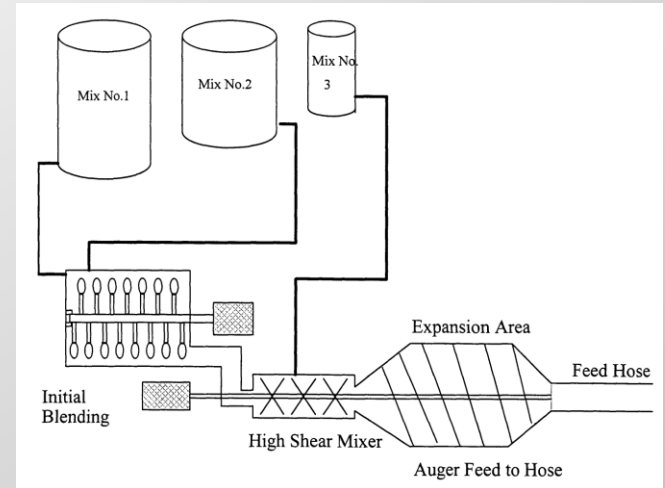 Mix No.1
Mix No.2
Mix No.
3
Expansion Area
Feed Hose
Initial
Blending
High Shear Mixer
Auger Feed to Hose